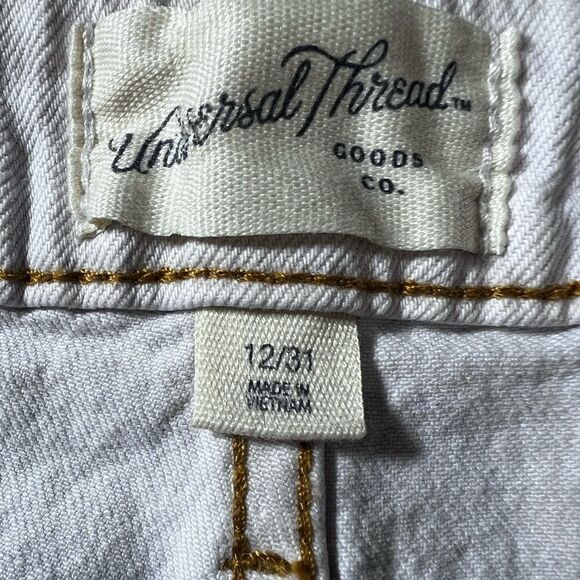 Universal Thread™
GOODS
CO.
12/31
MADE IN
VIETNAM